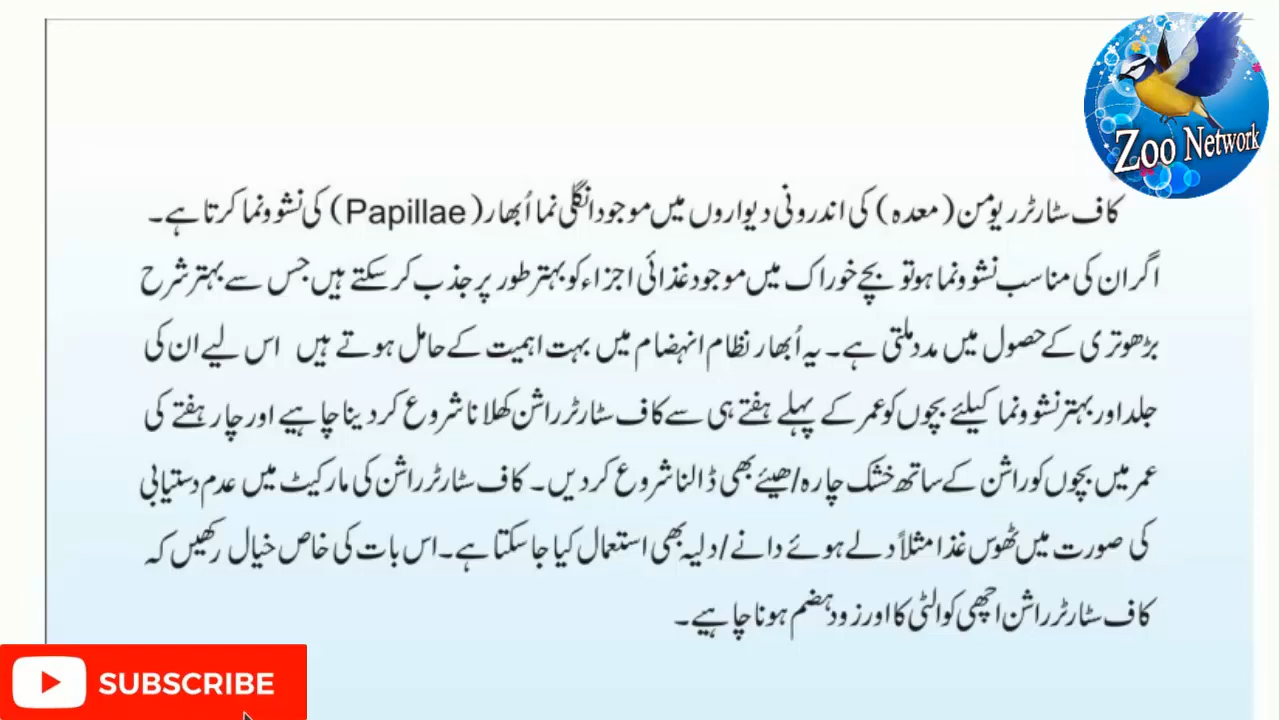 Zoo Network
کاف سٹارٹر ریومن (معدہ) کی اندرونی دیواروں میں موجود انگلی نما اُبھار (Papillae) کی نشوونما کرتا ہے۔
اگر ان کی مناسب نشوونما ہو تو بچے خوراک میں موجود غذائی اجزاء کو بہتر طور پر جذب کر سکتے ہیں جس سے بہتر شرح
بڑھوتری کے حصول میں مدد ملتی ہے۔ یہ اُبھار نظام انہضام میں بہت اہمیت کے حامل ہوتے ہیں اس لیے ان کی
جلد اور بہتر نشوونما کیلئے بچوں کو عمر کے پہلے ہفتے ہی سے کاف سٹارٹر راشن کھلانا شروع کر دینا چاہیے اور چار ہفتے کی
عمر میں بچوں کو راشن کے ساتھ خشک چارہ/ھیئے بھی ڈالنا شروع کردیں۔ کاف سٹارٹر راشن کی مارکیٹ میں عدم دستیابی
کی صورت میں ٹھوس غذا مثلاً دلے ہوئے دانے/دلیہ بھی استعمال کیا جا سکتا ہے۔ اس بات کی خاص خیال رکھیں کہ
کاف سٹارٹر راشن اچھی کوالٹی کا اور زود ہضم ہونا چاہیے۔
SUBSCRIBE